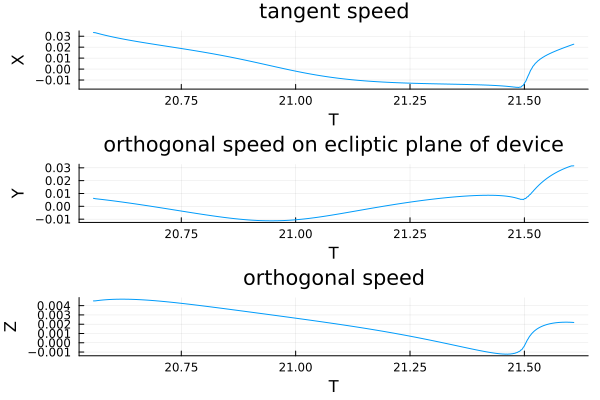 tangent speed
0.03
0.02
0.01
0.00
−0.01
X
20.75 21.00 21.25 21.50
T
orthogonal speed on ecliptic plane of device
0.03
0.02
0.01
0.00
−0.01
Y
20.75 21.00 21.25 21.50
T
orthogonal speed
0.004
0.003
0.002
0.001
0.000
−0.001
Z
20.75 21.00 21.25 21.50
T